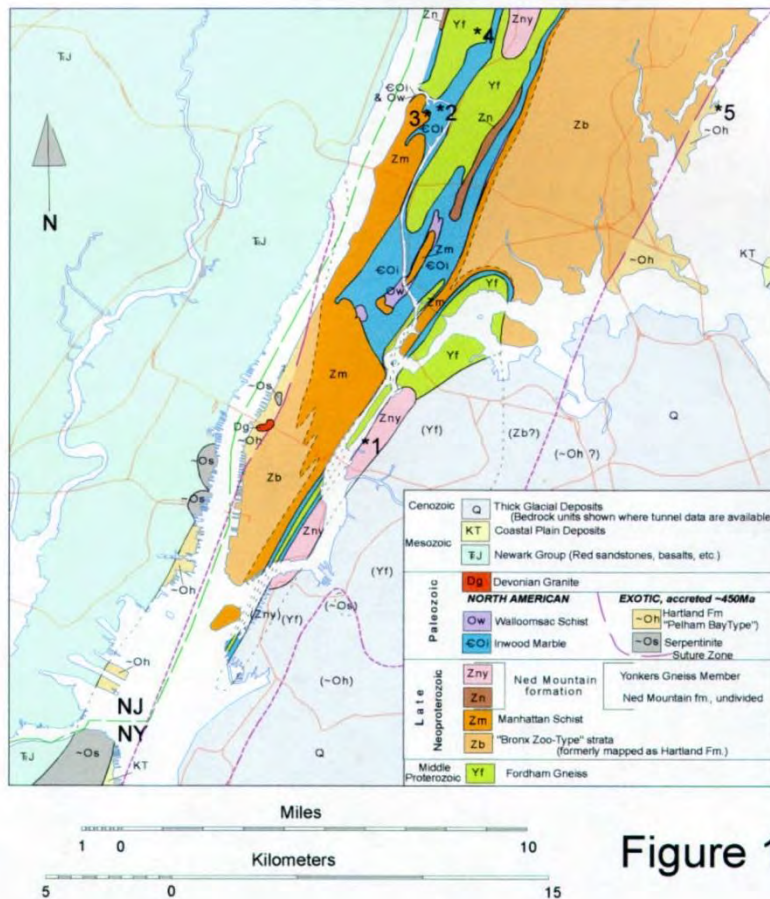 Zn
Yf
*4
Zny
TJ
ЄOi
& Ow
*2
3*
ЄOi
Yf
Zn
*5
~Oh
Zb
Zm
N
TJ
Zm
ЄOi
ЄOi
KT
Ow
~Oh
Zm
Yf
Yf
Zm
~Os
Dg
~Oh
Zny
(Yf)
Q
*1
(Zb?)
(~Oh ?)
~Os
Zb
~Os
Zny
~Oh
(Yf)
(~Os)
(Zny)
(Yf)
~Oh
(~Oh)
NJ
NY
TJ
~Os
KT
Q
Cenozoic
Q Thick Glacial Deposits
(Bedrock units shown where tunnel data are available
KT Coastal Plain Deposits
Mesozoic
TJ Newark Group (Red sandstones, basalts, etc.)
Paleozoic
Dg Devonian Granite
NORTH AMERICAN
EXOTIC, accreted ~450Ma
Ow Walloomsac Schist
~Oh Hartland Fm
"Pelham BayType"
ЄOi Inwood Marble
~Os Serpentinite
Suture Zone
Late
Neoproterozoic
Zny Ned Mountain Yonkers Gneiss Member
Zn formation Ned Mountain fm., undivided
Zm Manhattan Schist
Zb "Bronx Zoo-Type" strata
(formerly mapped as Hartland Fm.)
Middle
Proterozoic
Yf Fordham Gneiss
Miles
1 0 10
Kilometers
5 0 15
Figure 1